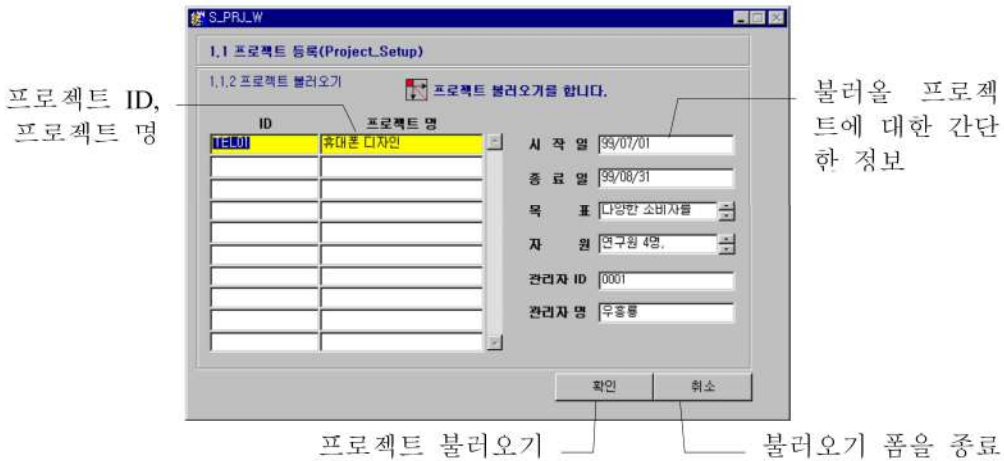 S_PRJ_W
1.1 프로젝트 등록(Project_Setup)
1.1.2 프로젝트 불러오기
프로젝트 불러오기를 합니다.
프로젝트 ID,
프로젝트 명
불러올 프로젝
트에 대한 간단
한 정보
ID 프로젝트 명
TEL01 휴대폰 디자인
시 작 일 99/07/01
종 료 일 99/08/31
목 표 다양한 소비자를
자 원 연구원 4명.
관리자 ID 0001
관리자 명 우흥룡
확인 취소
프로젝트 불러오기
불러오기 폼을 종료